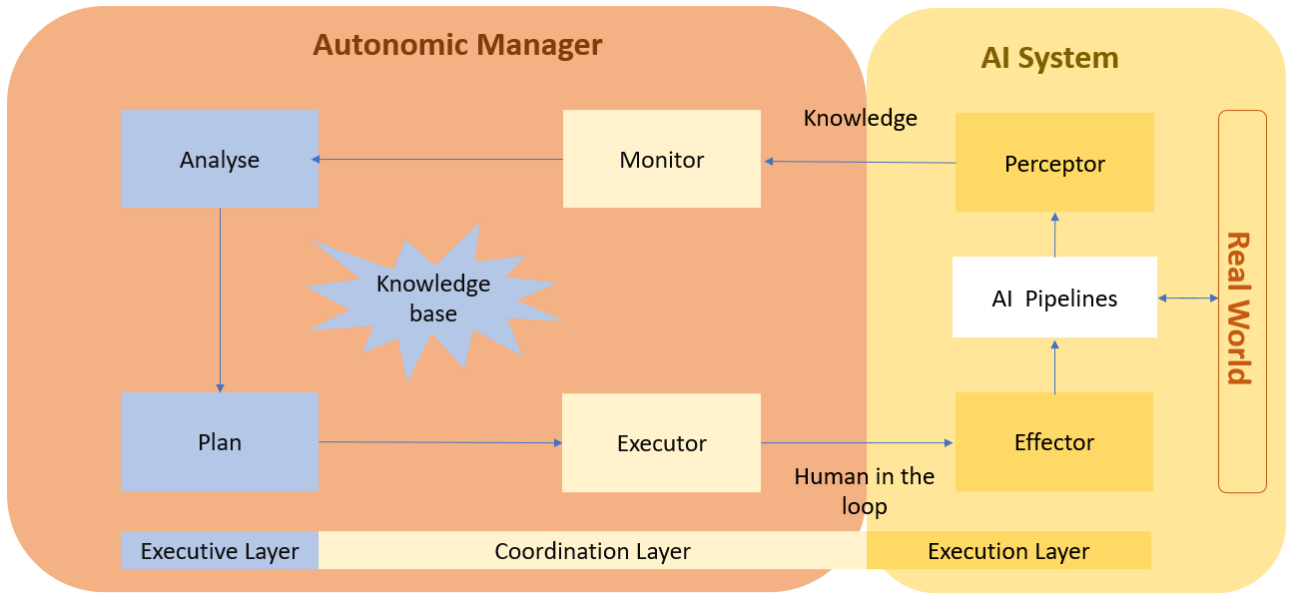 Autonomic Manager
AI System
Knowledge
Analyse
Monitor
Perceptor
Knowledge
base
AI Pipelines
Real World
Plan
Executor
Effector
Human in the
loop
Executive Layer
Coordination Layer
Execution Layer